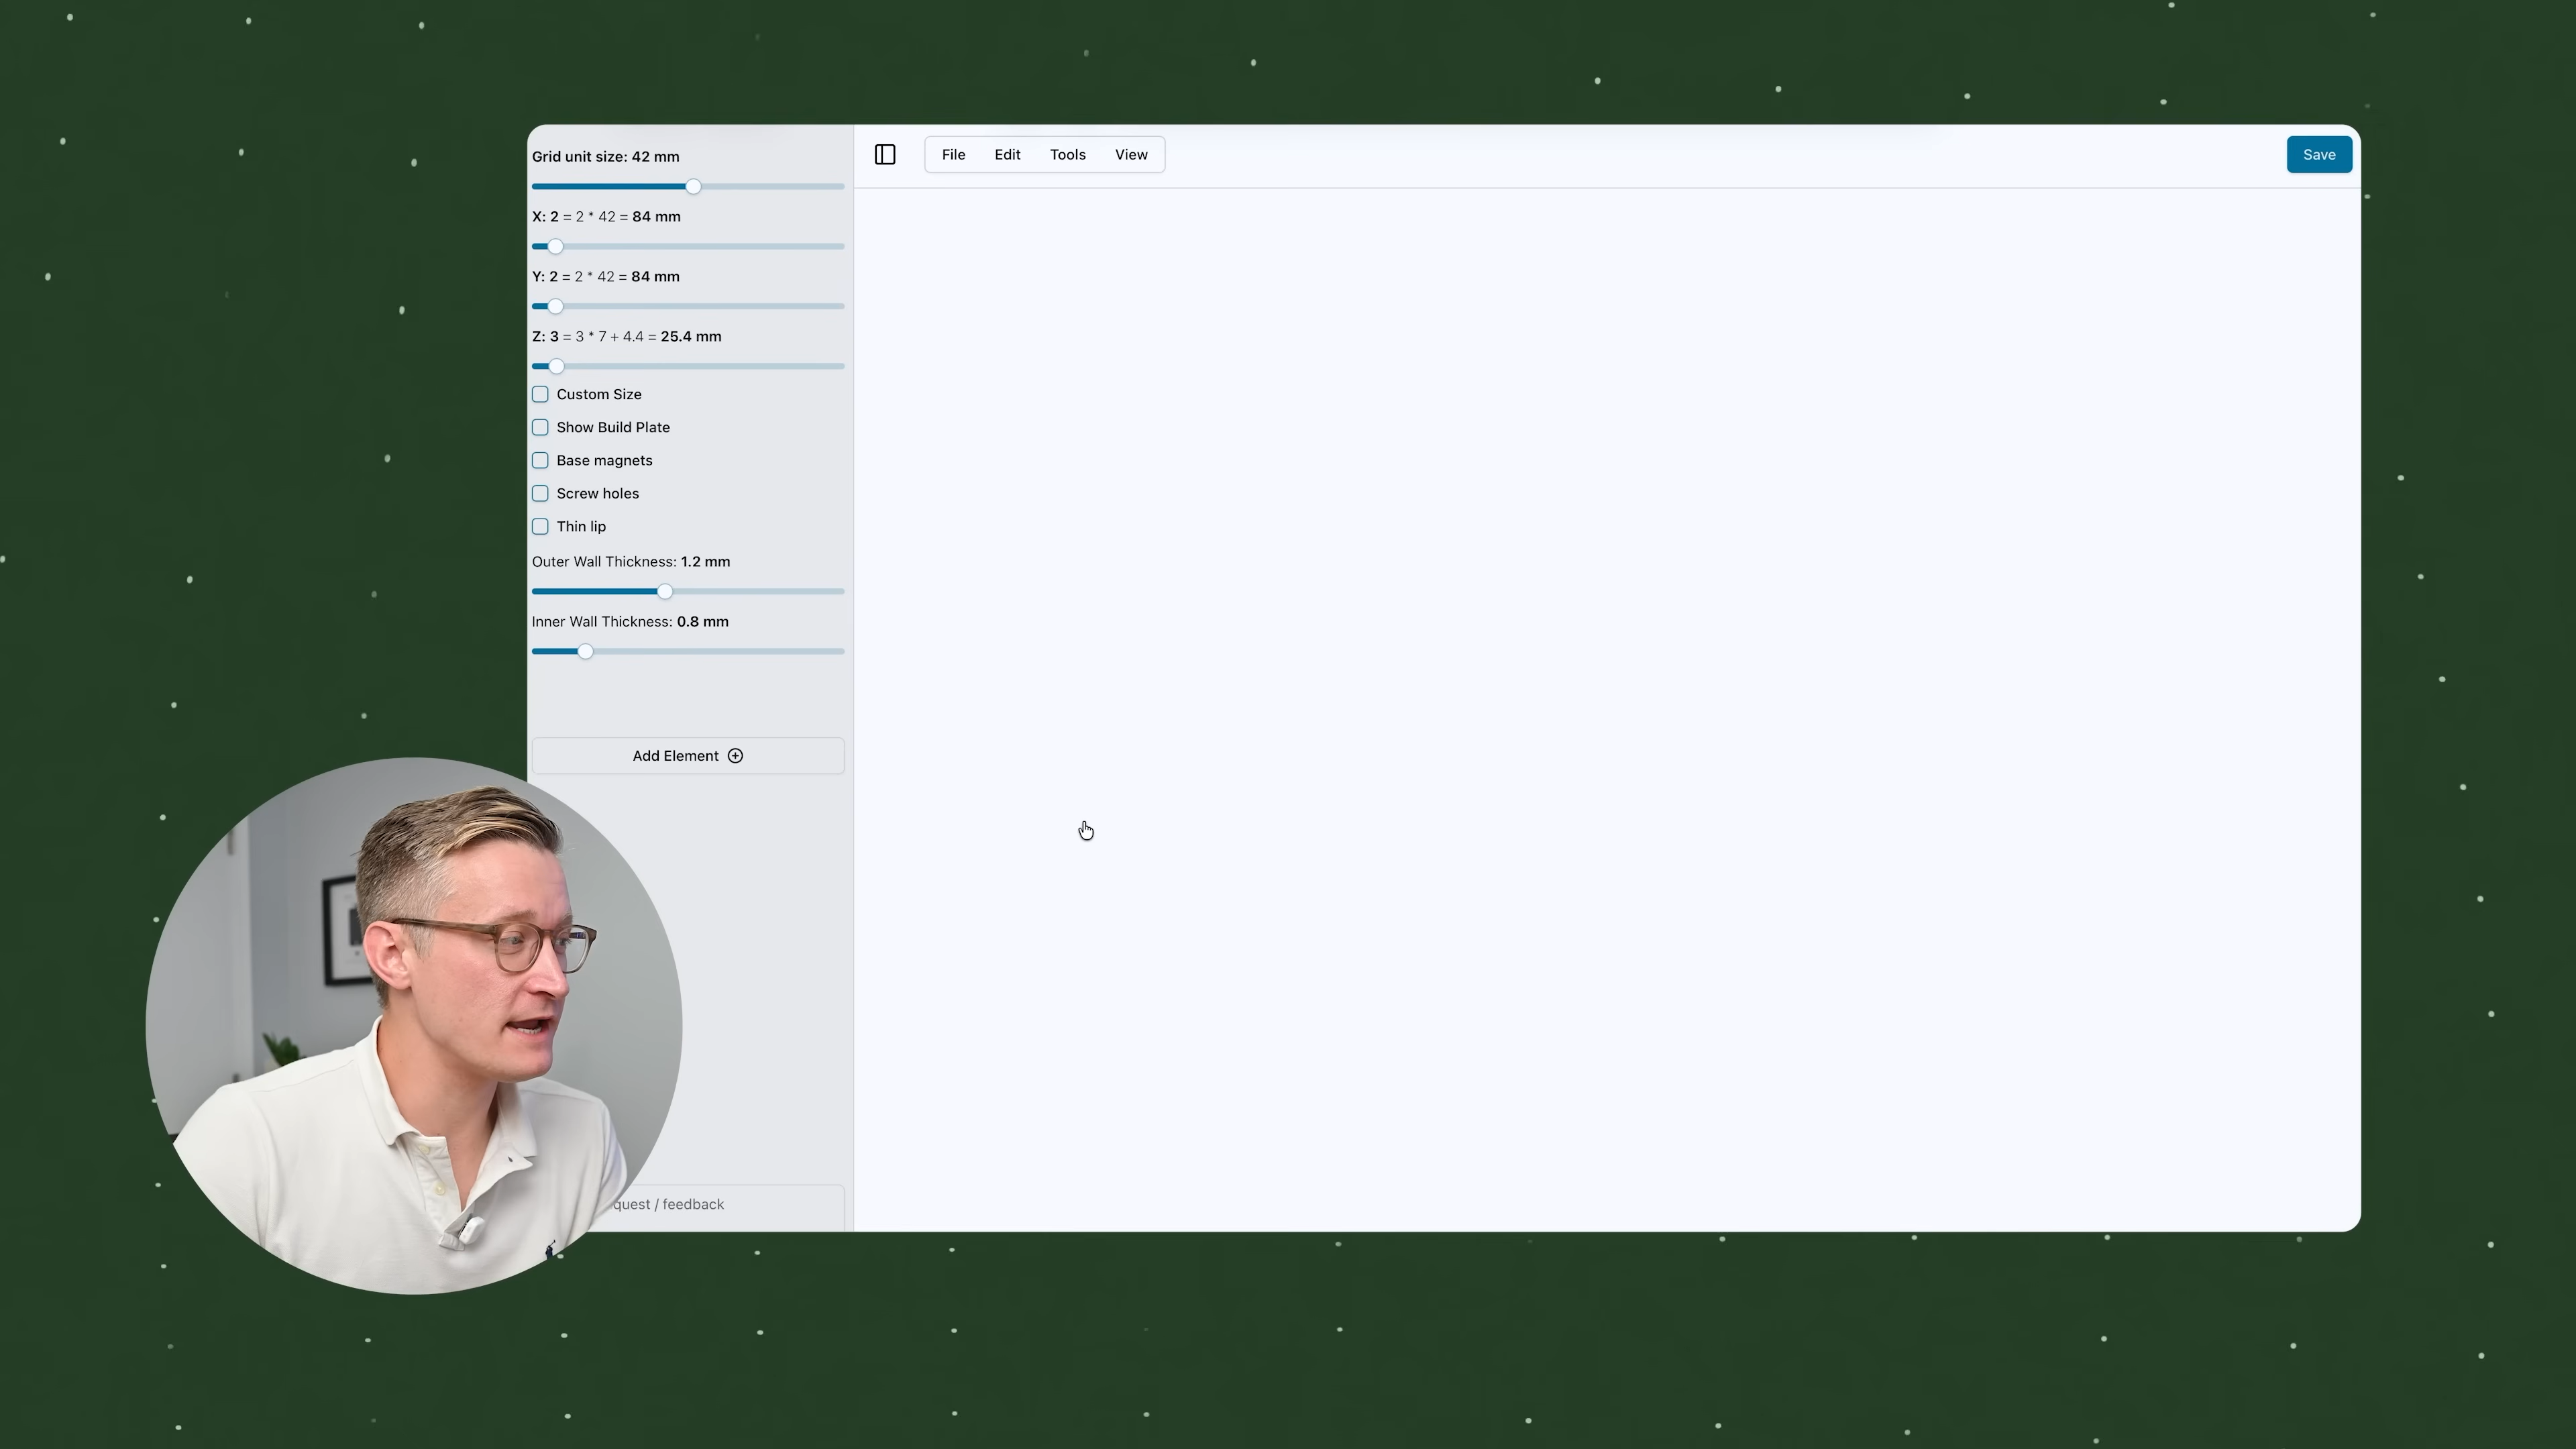 Grid unit size: 42 mm
File Edit Tools View
Save
X: 2 = 2 * 42 = 84 mm
Y: 2 = 2 * 42 = 84 mm
Z: 3 = 3 * 7 + 4.4 = 25.4 mm
Custom Size
Show Build Plate
Base magnets
Screw holes
Thin lip
Outer Wall Thickness: 1.2 mm
Inner Wall Thickness: 0.8 mm
Add Element
/ feedback